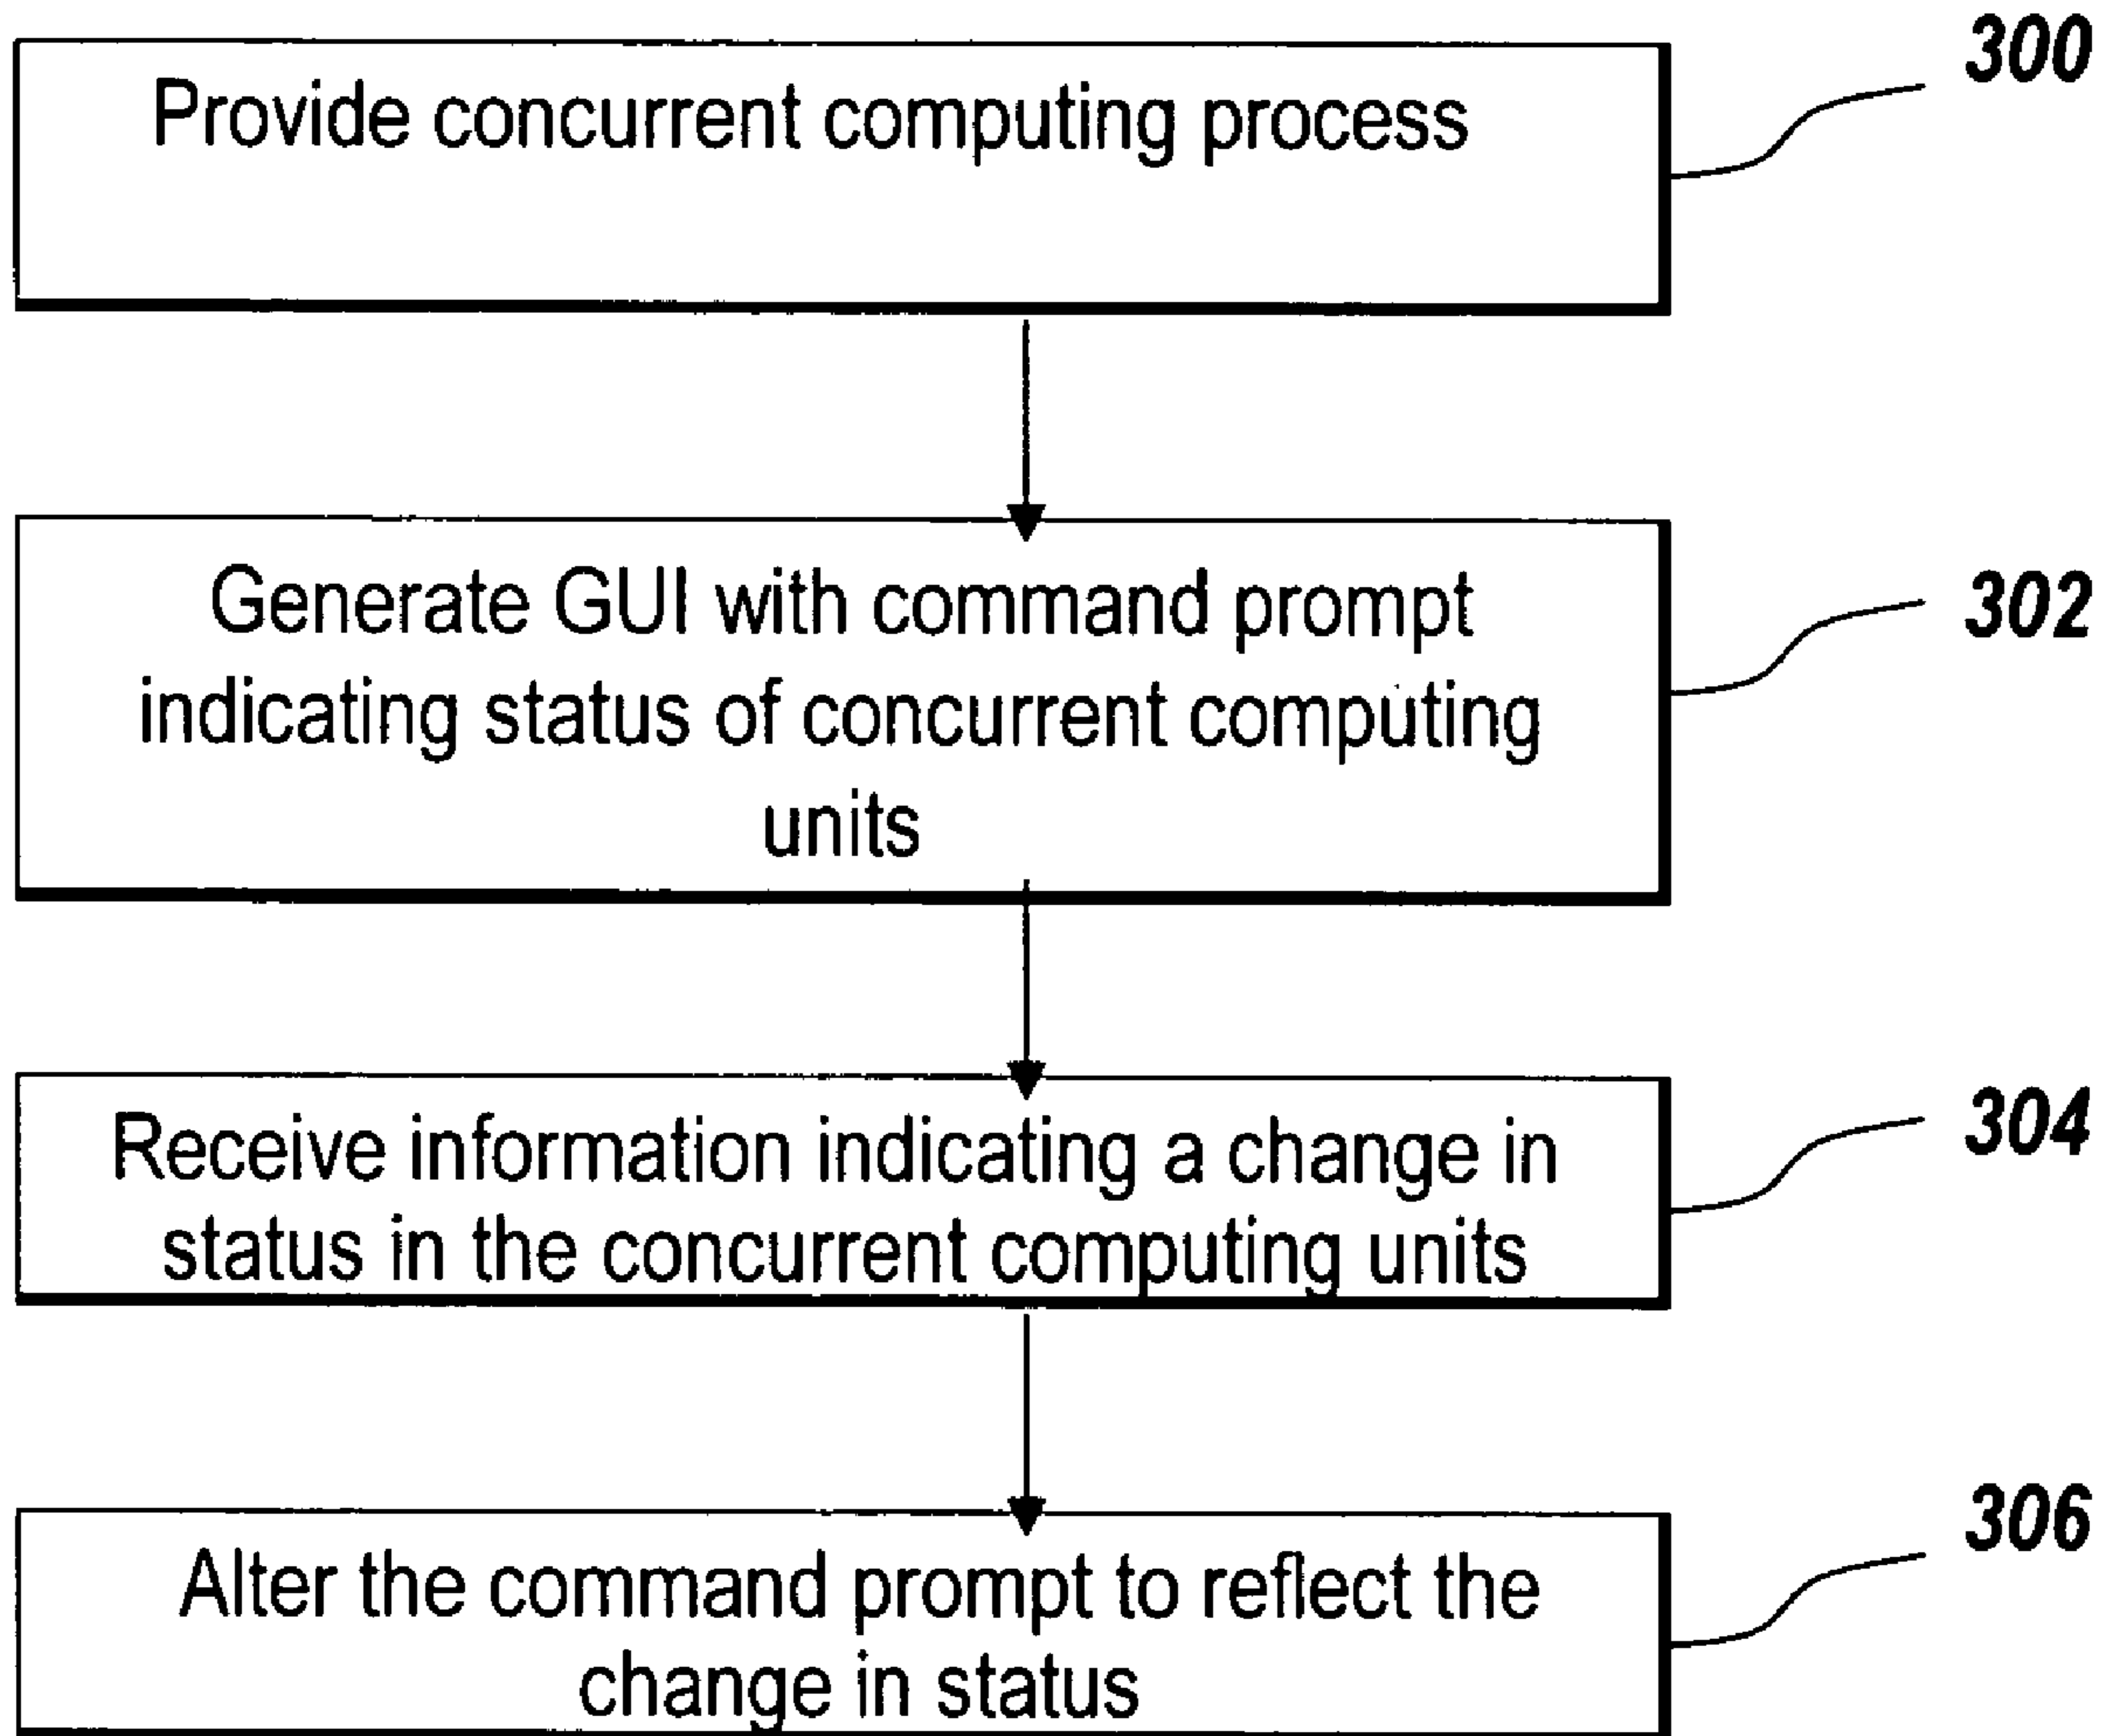 300
Provide concurrent computing process
Generate GUI with command prompt
302
indicating status of concurrent computing
units
Receive information indicating a change in
304
status in the concurrent computing units
306
Alter the command prompt to reflect the
change in status